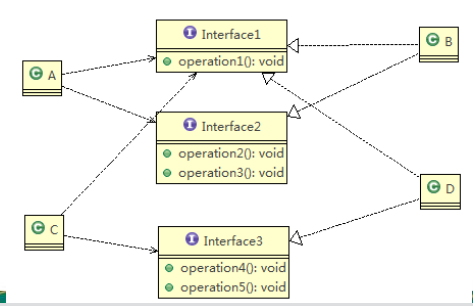 I Interface1
operation1(): void
C B
C A
I Interface2
operation2(): void
operation3(): void
C D
C C
I Interface3
operation4(): void
operation5(): void